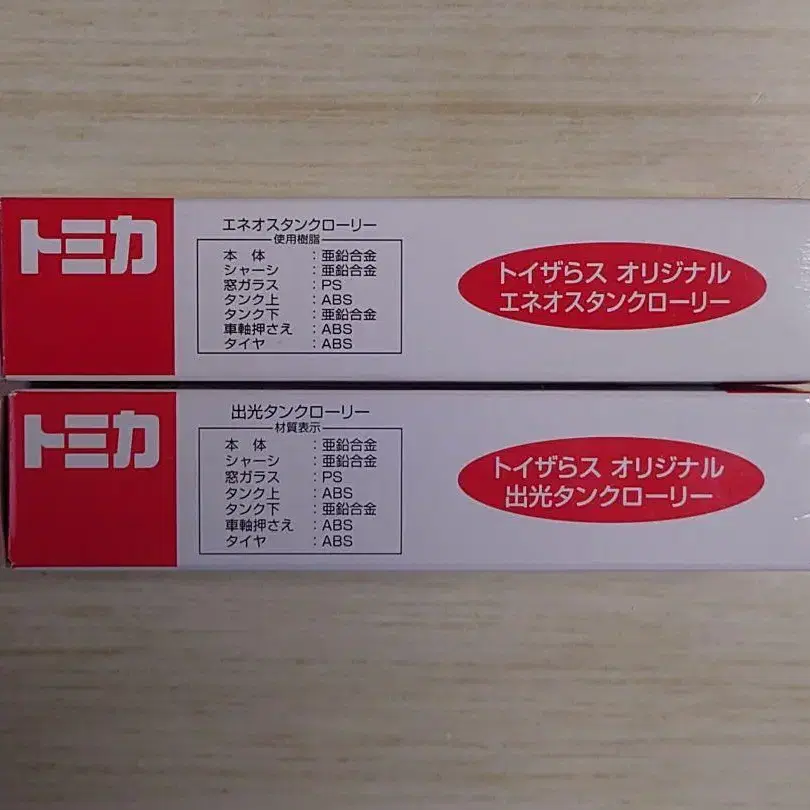 トミカ
エネオスタンクローリー
使用樹脂
本 体 : 亜鉛合金
シャーシ : 亜鉛合金
窓ガラス : PS
タンク上 : ABS
タンク下 : 亜鉛合金
車軸押さえ : ABS
タイヤ : ABS
トイザらス オリジナル
エネオスタンクローリー
トミカ
出光タンクローリー
材質表示
本 体 : 亜鉛合金
シャーシ : 亜鉛合金
窓ガラス : PS
タンク上 : ABS
タンク下 : 亜鉛合金
車軸押さえ : ABS
タイヤ : ABS
トイザらス オリジナル
出光タンクローリー